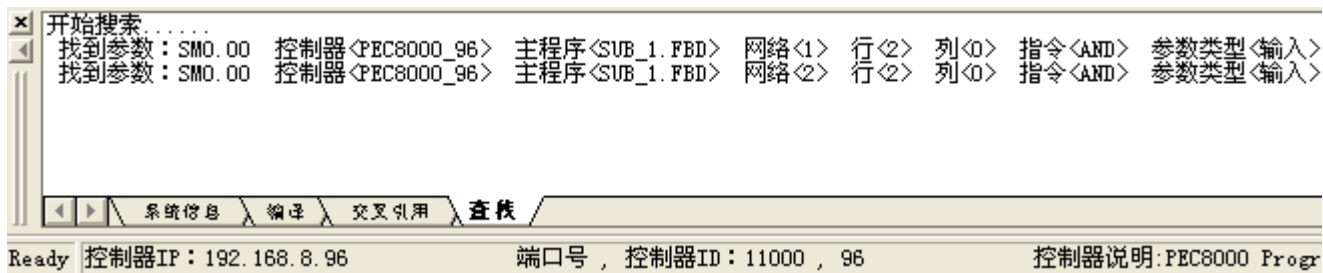 开始搜索......
找到参数：SM0.00 控制器<PEC8000_96> 主程序<SUB_1.FBD> 网络<1> 行<2> 列<0> 指令<AND> 参数类型<输入>
找到参数：SM0.00 控制器<PEC8000_96> 主程序<SUB_1.FBD> 网络<2> 行<2> 列<0> 指令<AND> 参数类型<输入>
系统信息 编译 交叉引用 查找
Ready 控制器IP：192.168.8.96 端口号 , 控制器ID：11000 , 96 控制器说明:PEC8000 Progr